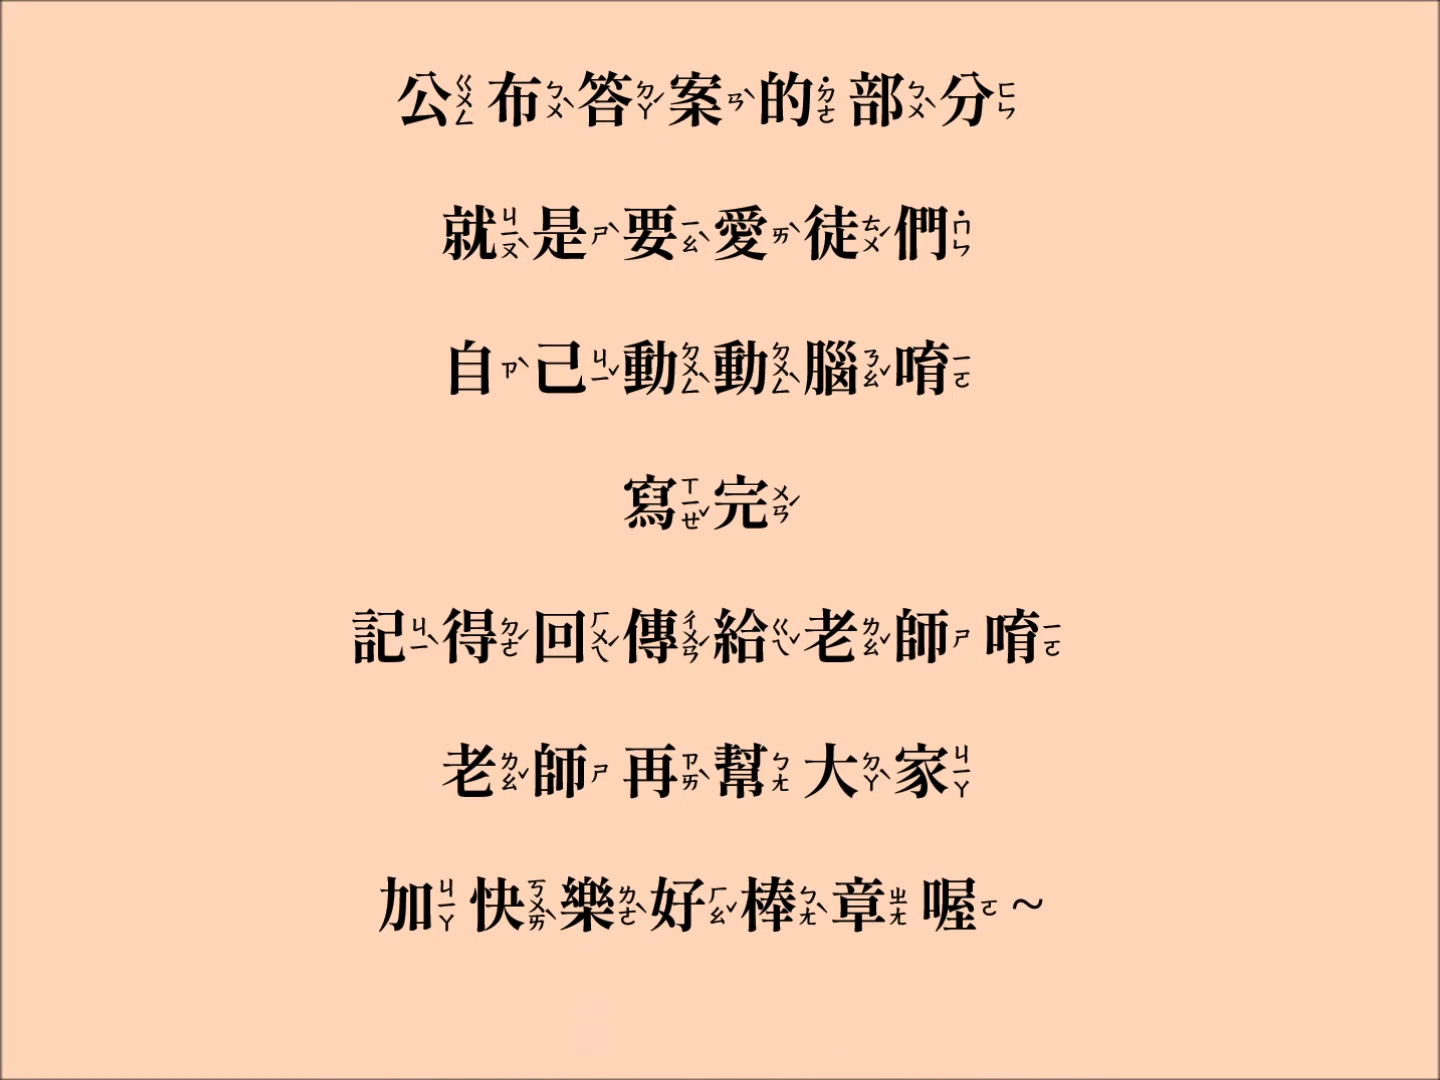 公布答案的部分
就是要愛徒們
自己動動腦唷
寫完
記得回傳給老師唷
老師再幫大家
加快樂好棒章喔~